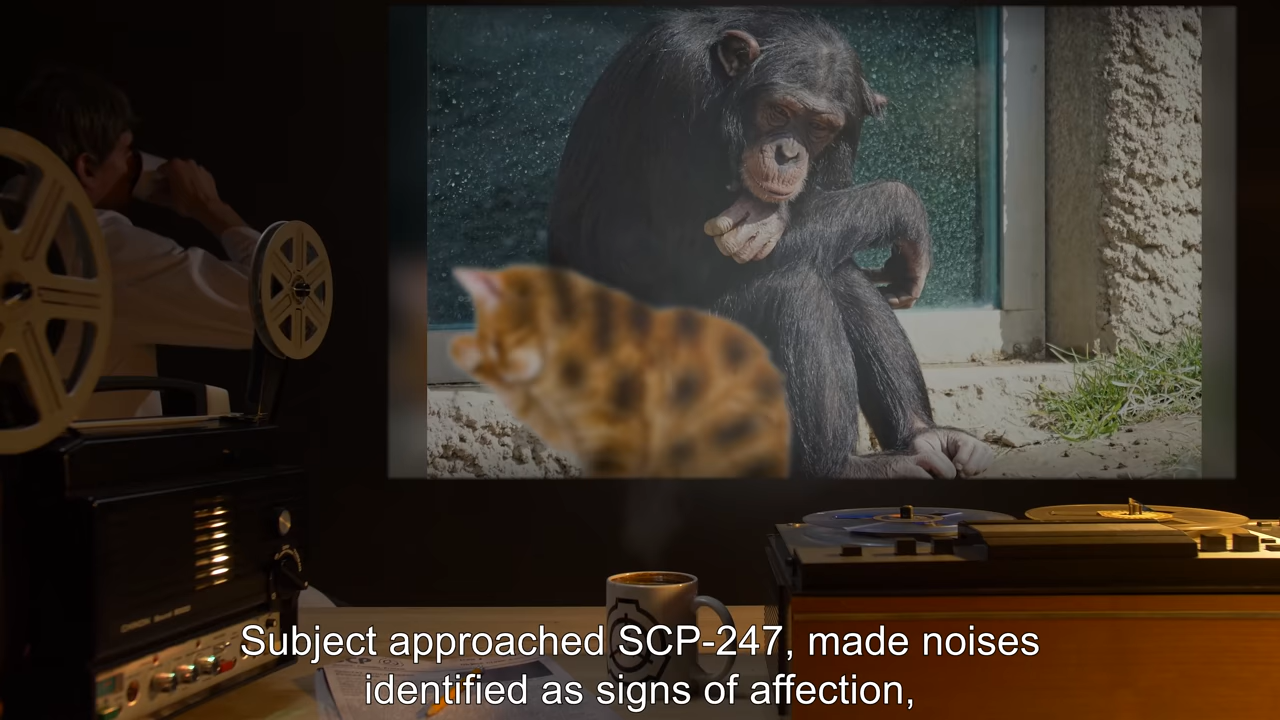 Subject approached SCP-247, made noises
identified as signs of affection,